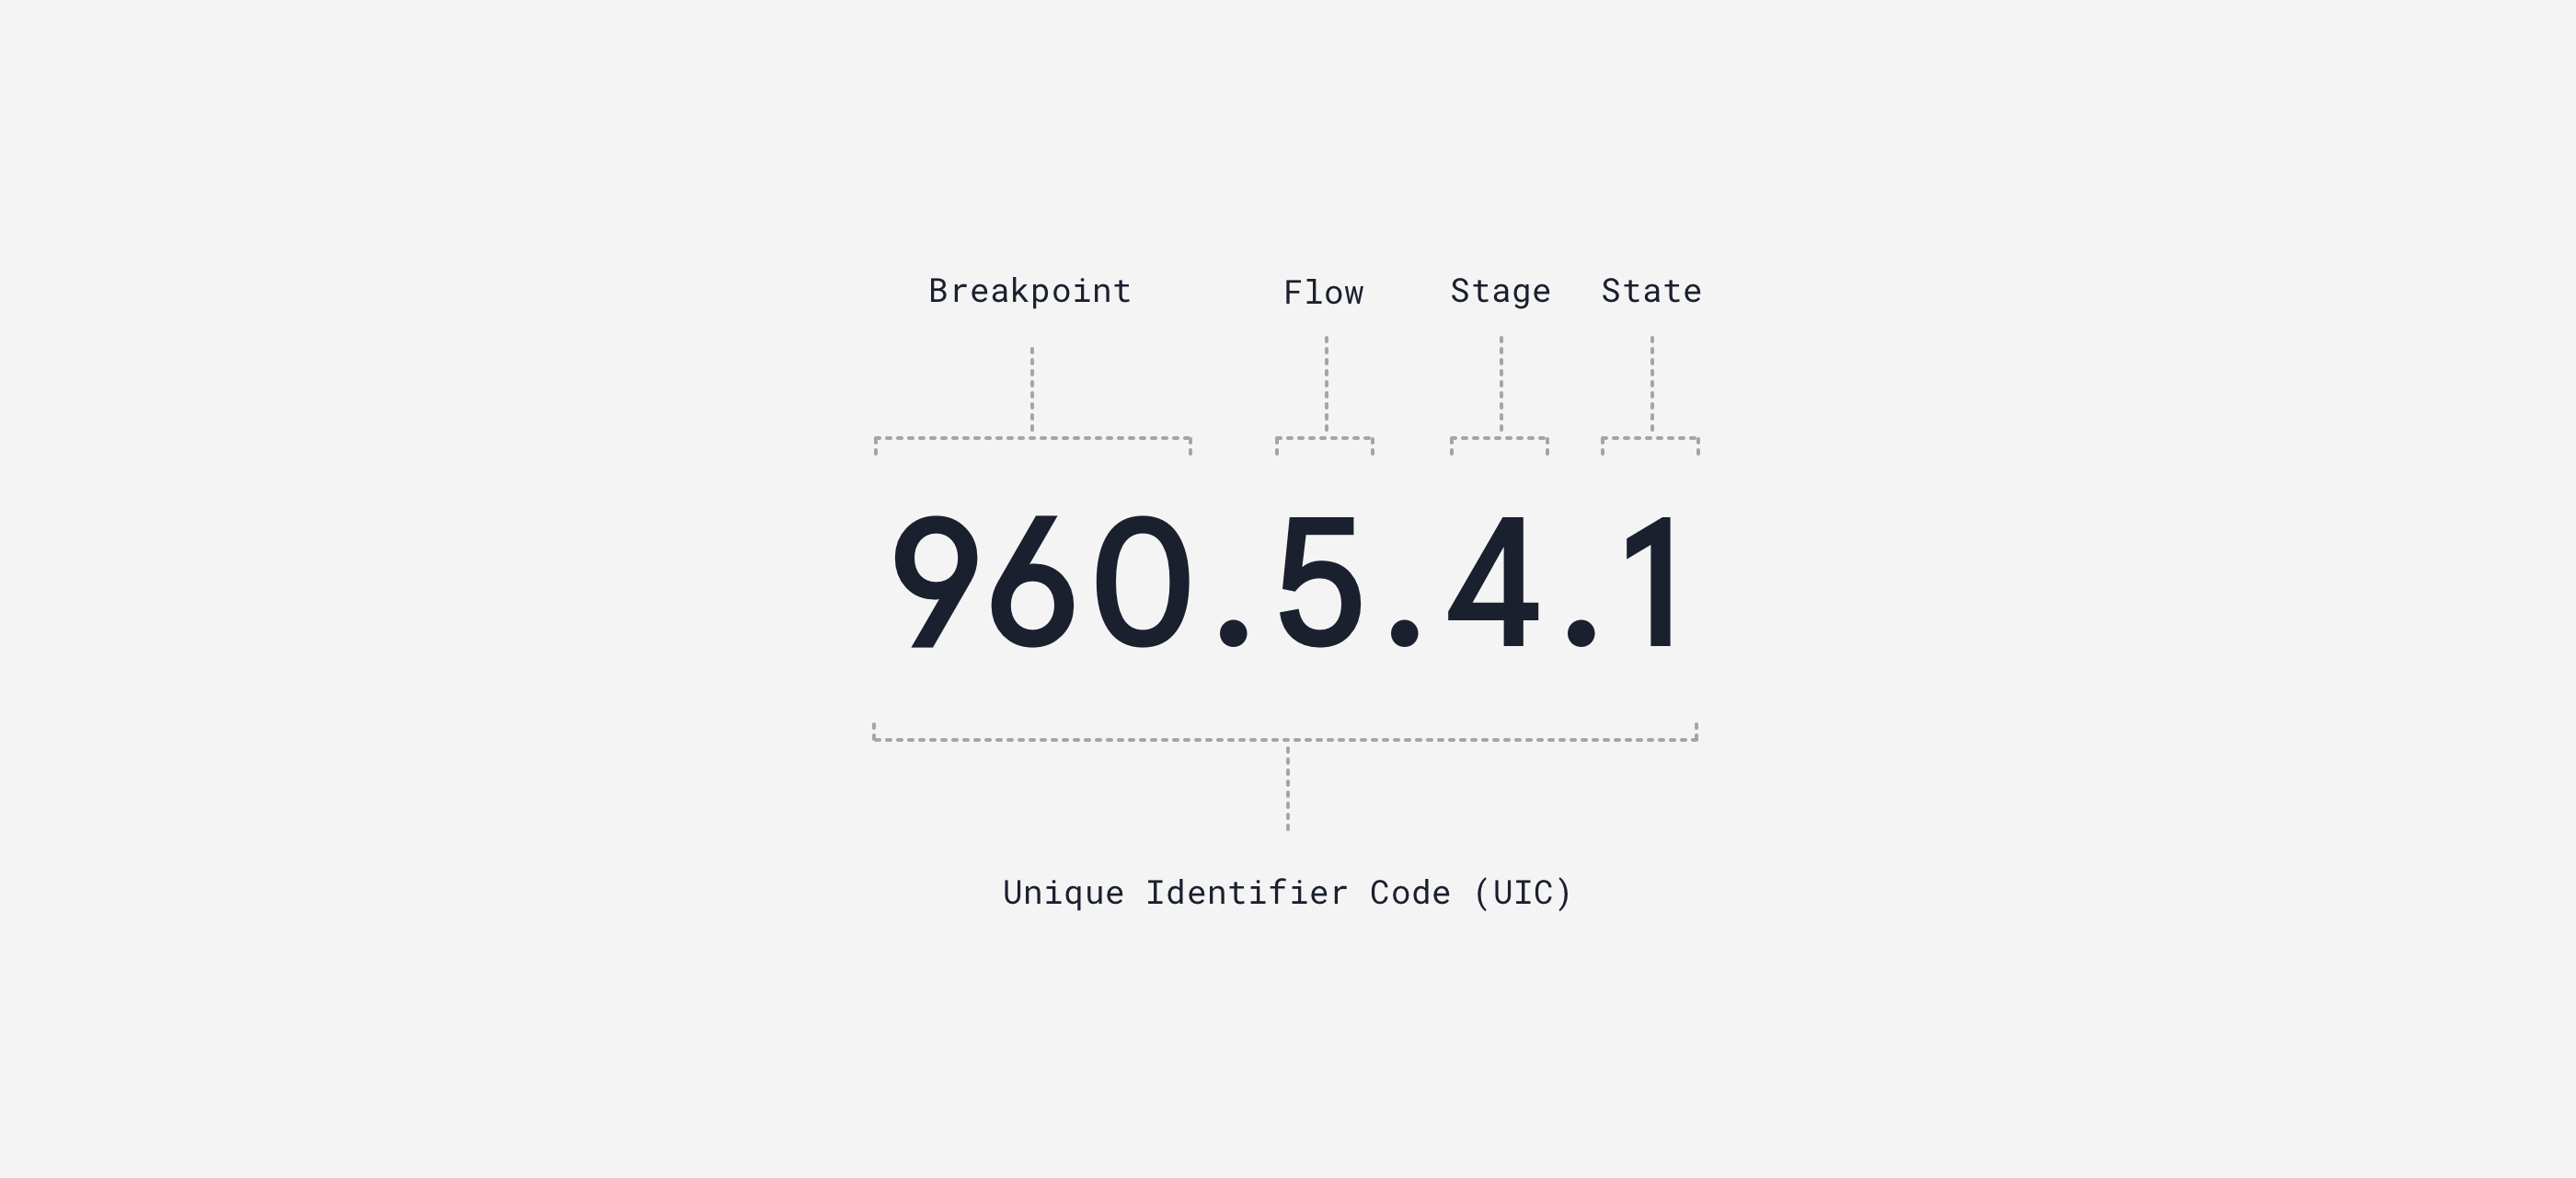 Breakpoint Flow Stage State
960.5.4.1
Unique Identifier Code (UIC)